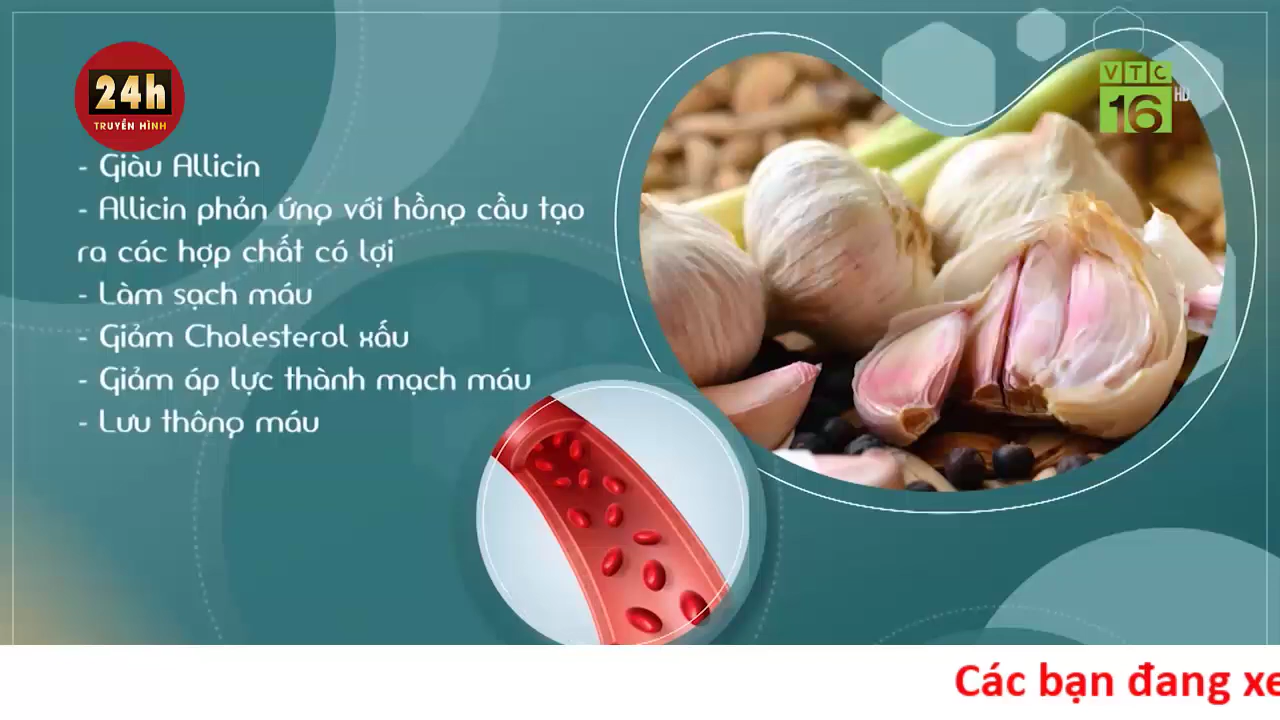 24h
TRUYỀN HÌNH
VTC
16
HD
- Giàu Allicin
- Allicin phản ứng với hồng cầu tạo
ra các hợp chất có lợi
- Làm sạch máu
- Giảm Cholesterol xấu
- Giảm áp lực thành mạch máu
- Lưu thông máu
Các bạn đang xe